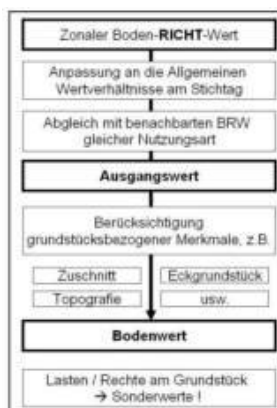 Zonaler Boden-RICHT-Wert
Anpassung an die Allgemeinen
Wertverhältnisse am Stichtag
Abgleich mit benachbarten BRW
gleicher Nutzungsart
Ausgangswert
Berücksichtigung
grundstücksbezogener Merkmale, z.B.
Zuschnitt
Eckgrundstück
Topografie
usw.
Bodenwert
Lasten / Rechte am Grundstück
→ Sonderwerte !